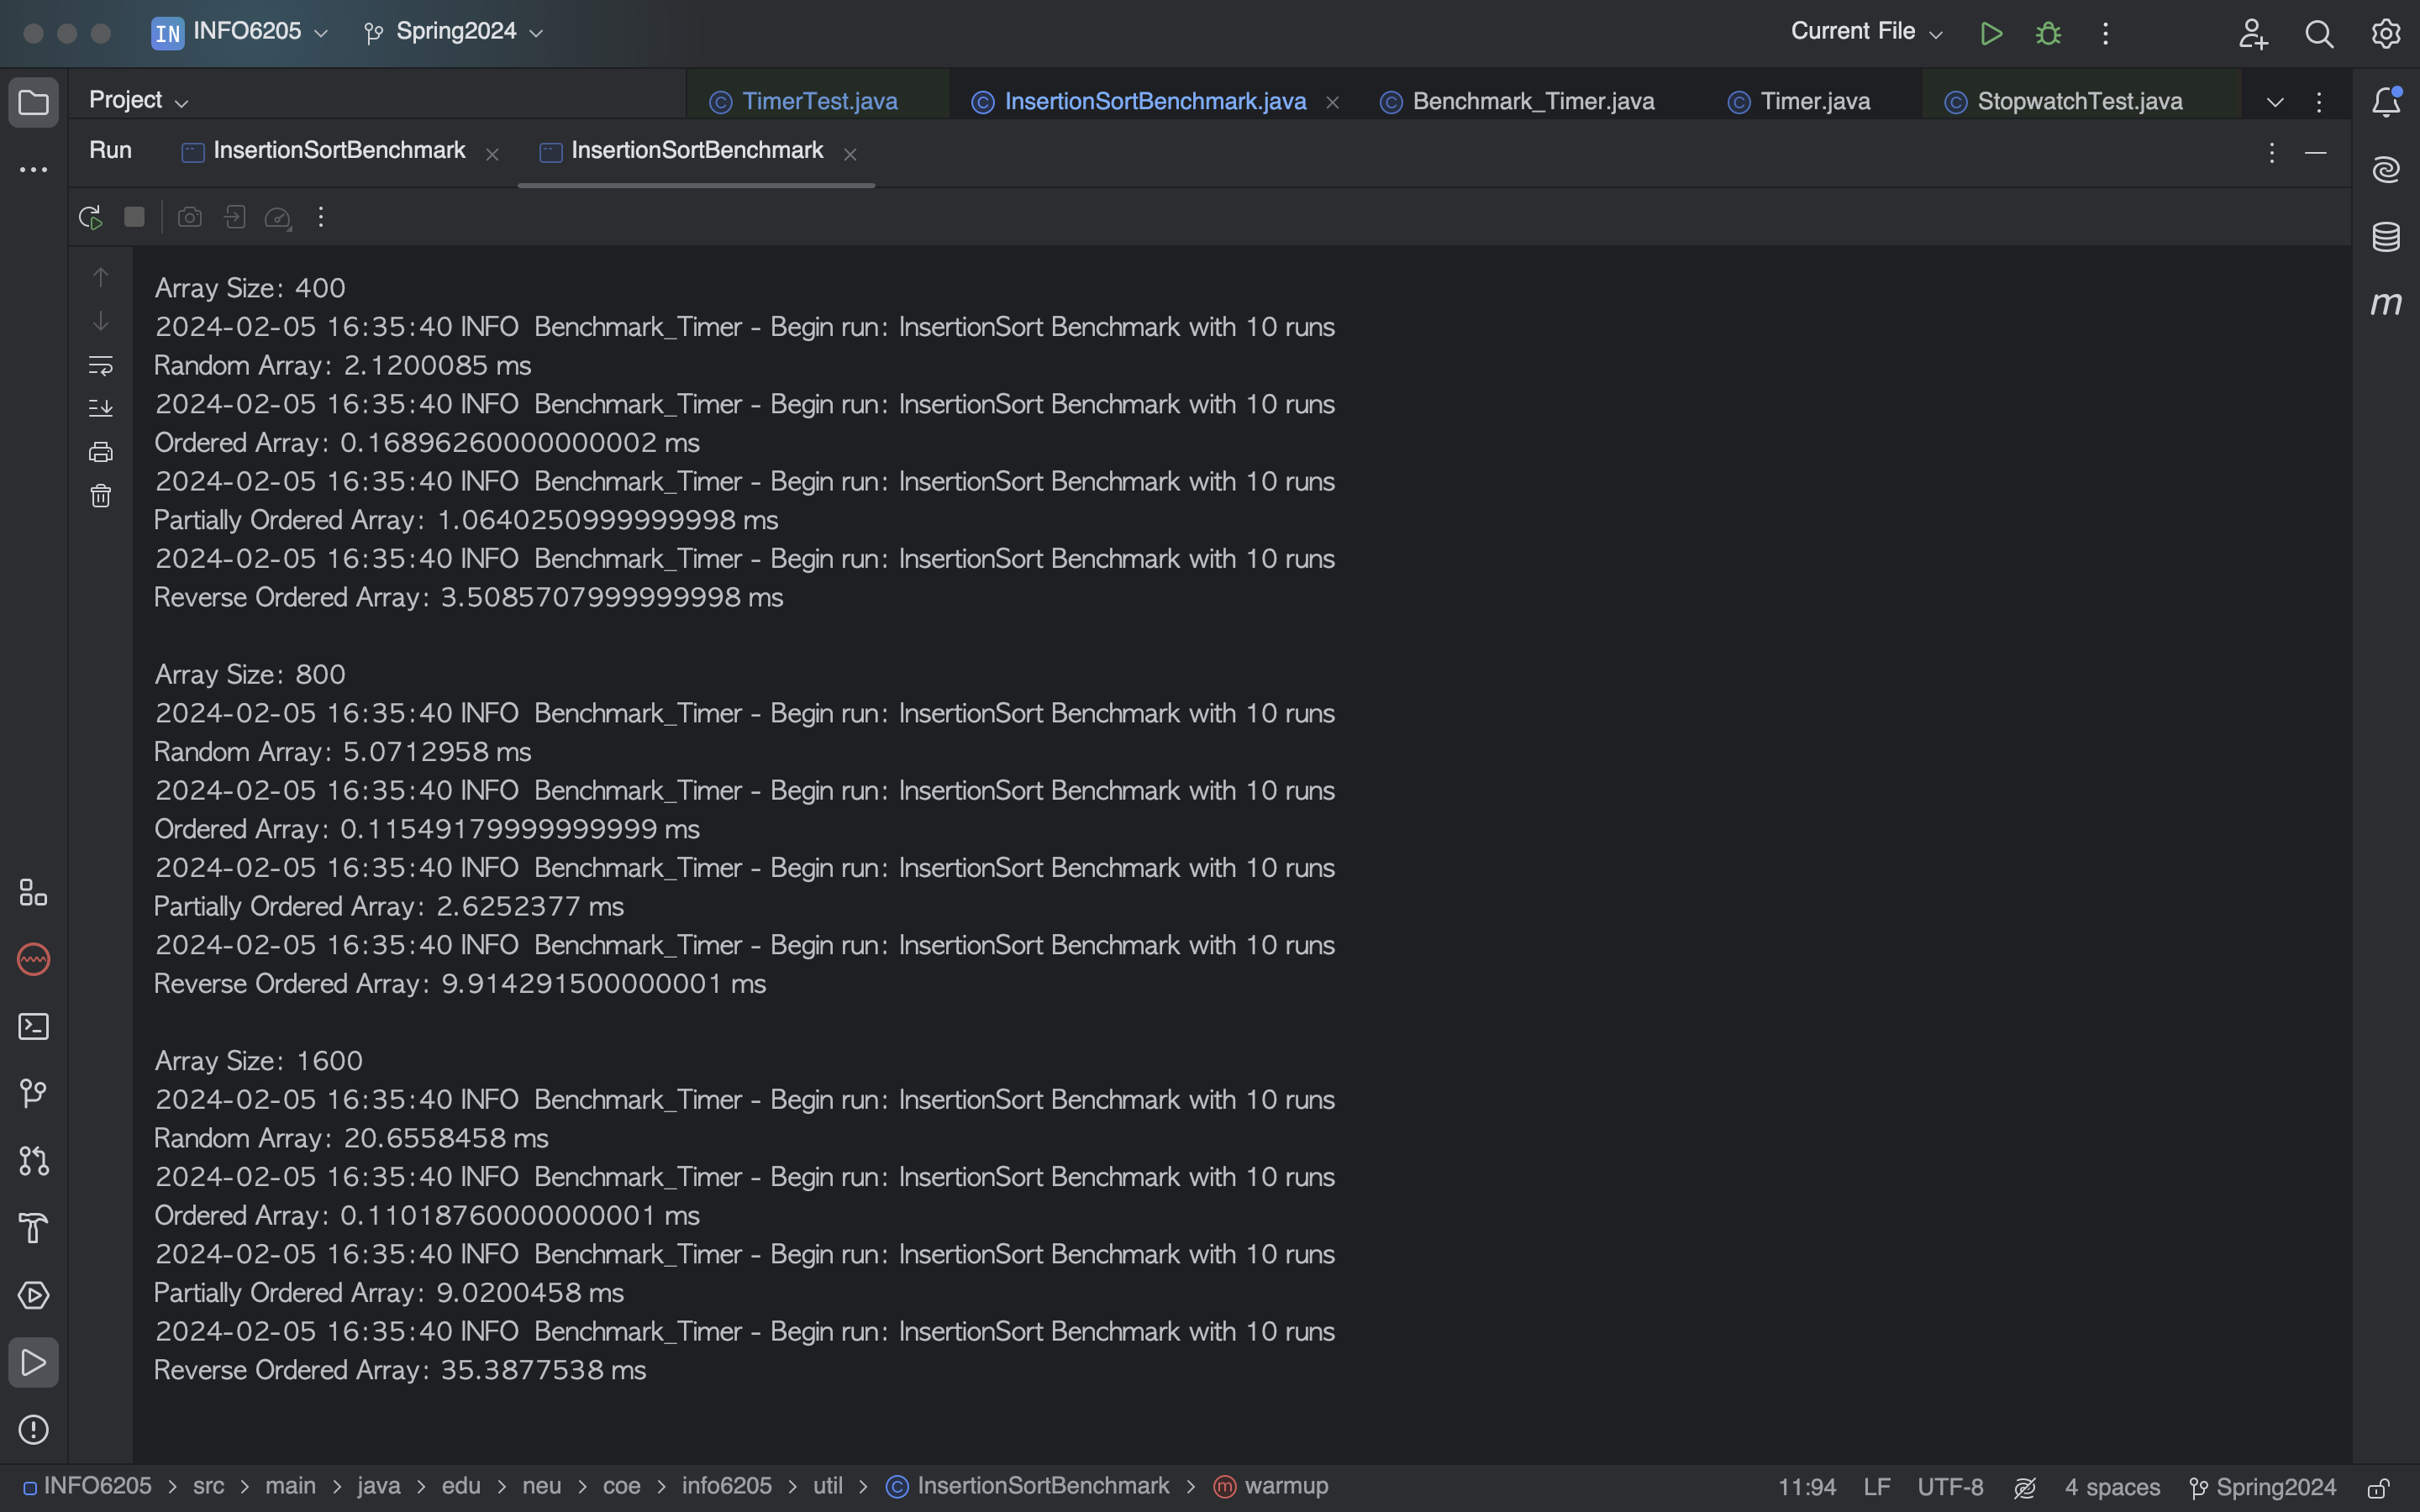 IN INFO6205 Spring2024 Current File
Project TimerTest.java InsertionSortBenchmark.java Benchmark_Timer.java Timer.java StopwatchTest.java
Run InsertionSortBenchmark InsertionSortBenchmark
Array Size: 400
2024-02-05 16:35:40 INFO  Benchmark_Timer - Begin run: InsertionSort Benchmark with 10 runs
Random Array: 2.1200085 ms
2024-02-05 16:35:40 INFO  Benchmark_Timer - Begin run: InsertionSort Benchmark with 10 runs
Ordered Array: 0.16896260000000002 ms
2024-02-05 16:35:40 INFO  Benchmark_Timer - Begin run: InsertionSort Benchmark with 10 runs
Partially Ordered Array: 1.0640250999999998 ms
2024-02-05 16:35:40 INFO  Benchmark_Timer - Begin run: InsertionSort Benchmark with 10 runs
Reverse Ordered Array: 3.5085707999999998 ms
Array Size: 800
2024-02-05 16:35:40 INFO  Benchmark_Timer - Begin run: InsertionSort Benchmark with 10 runs
Random Array: 5.0712958 ms
2024-02-05 16:35:40 INFO  Benchmark_Timer - Begin run: InsertionSort Benchmark with 10 runs
Ordered Array: 0.11549179999999999 ms
2024-02-05 16:35:40 INFO  Benchmark_Timer - Begin run: InsertionSort Benchmark with 10 runs
Partially Ordered Array: 2.6252377 ms
2024-02-05 16:35:40 INFO  Benchmark_Timer - Begin run: InsertionSort Benchmark with 10 runs
Reverse Ordered Array: 9.914291500000001 ms
Array Size: 1600
2024-02-05 16:35:40 INFO  Benchmark_Timer - Begin run: InsertionSort Benchmark with 10 runs
Random Array: 20.6558458 ms
2024-02-05 16:35:40 INFO  Benchmark_Timer - Begin run: InsertionSort Benchmark with 10 runs
Ordered Array: 0.11018760000000001 ms
2024-02-05 16:35:40 INFO  Benchmark_Timer - Begin run: InsertionSort Benchmark with 10 runs
Partially Ordered Array: 9.0200458 ms
2024-02-05 16:35:40 INFO  Benchmark_Timer - Begin run: InsertionSort Benchmark with 10 runs
Reverse Ordered Array: 35.3877538 ms
INFO6205 > src > main > java > edu > neu > coe > info6205 > util > InsertionSortBenchmark > warmup 11:94 LF UTF-8 4 spaces Spring2024